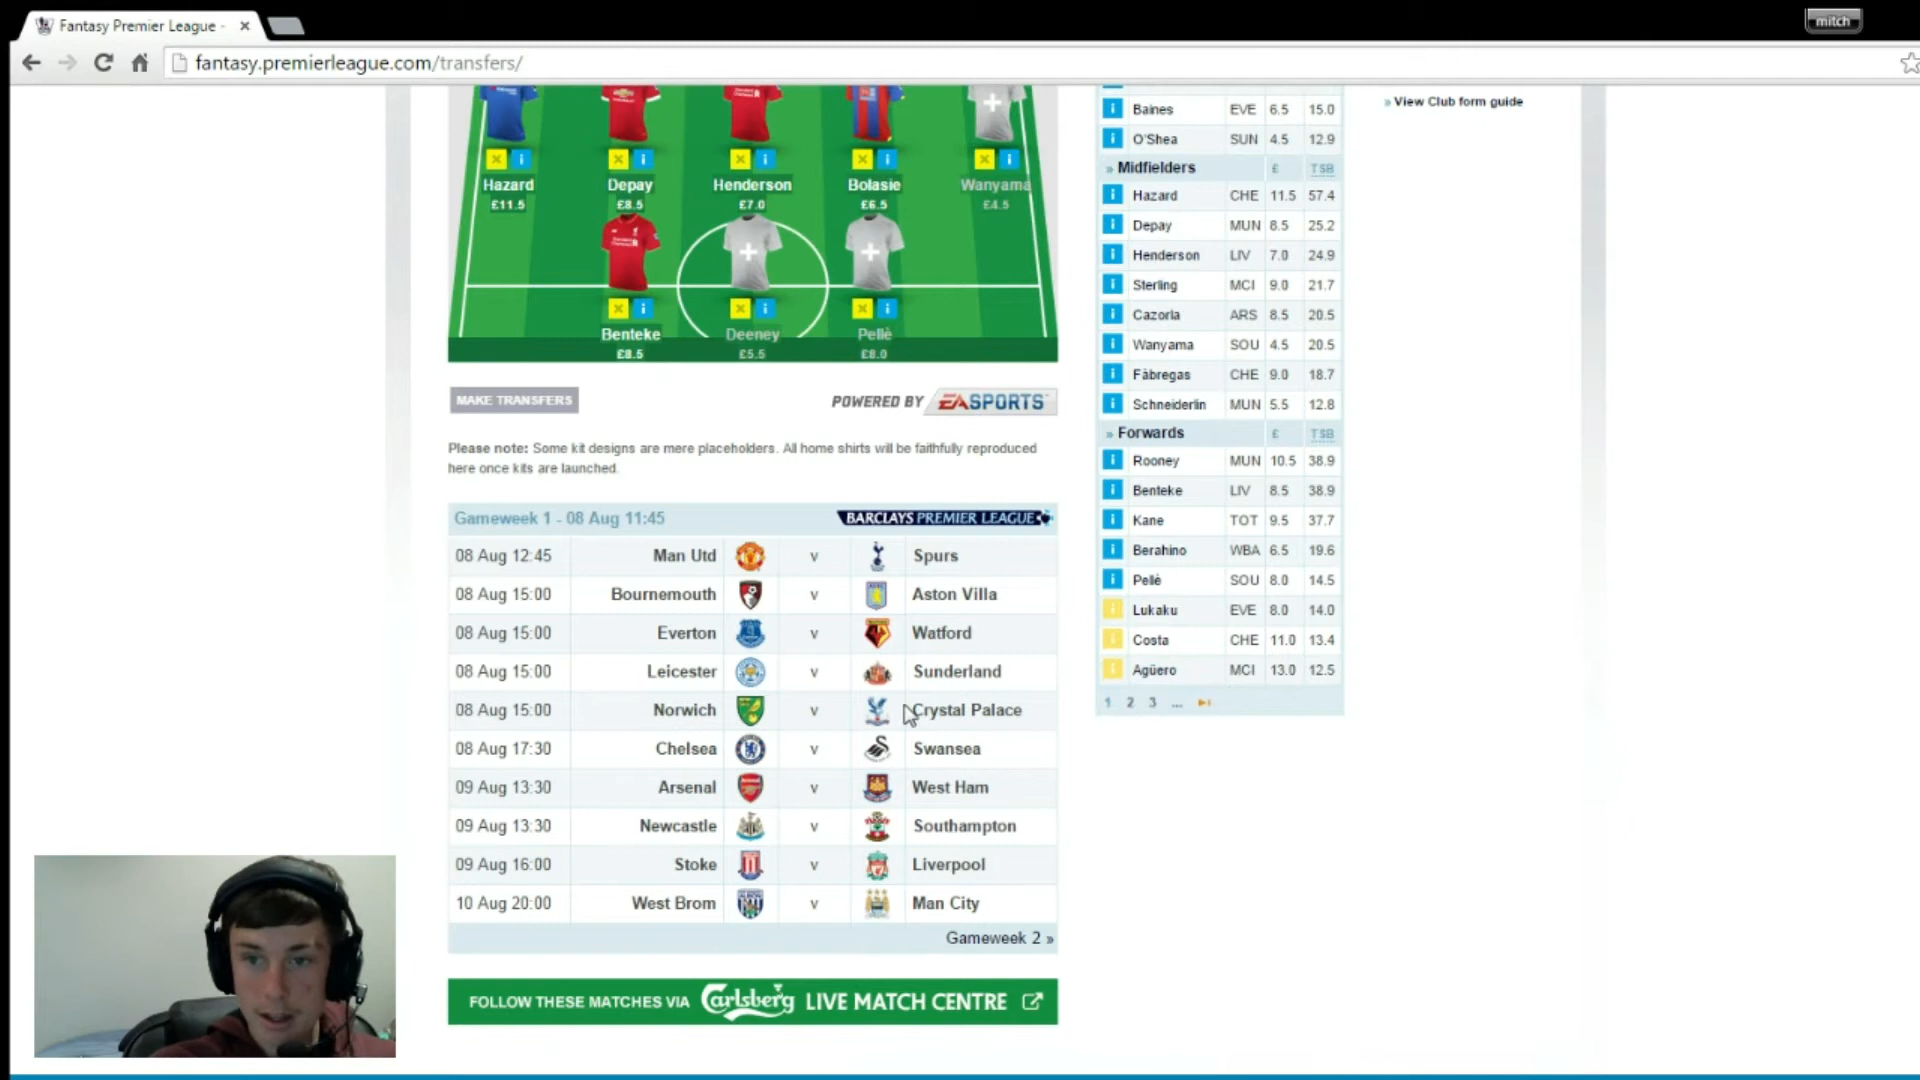 Fantasy Premier League -
mitch
fantasy.premierleague.com/transfers/
Hazard Depay Henderson Bolasie Wanyama
£11.5 £8.5 £7.0 £6.5 £4.5
Benteke Deeney Pellè
£8.5 £5.5 £8.0
MAKE TRANSFERS
POWERED BY EA SPORTS
Please note: Some kit designs are mere placeholders. All home shirts will be faithfully reproduced
here once kits are launched.
Gameweek 1 - 08 Aug 11:45 BARCLAYS PREMIER LEAGUE
08 Aug 12:45 Man Utd v Spurs
08 Aug 15:00 Bournemouth v Aston Villa
08 Aug 15:00 Everton v Watford
08 Aug 15:00 Leicester v Sunderland
08 Aug 15:00 Norwich v Crystal Palace
08 Aug 17:30 Chelsea v Swansea
09 Aug 13:30 Arsenal v West Ham
09 Aug 13:30 Newcastle v Southampton
09 Aug 16:00 Stoke v Liverpool
10 Aug 20:00 West Brom v Man City
Gameweek 2 »
FOLLOW THESE MATCHES VIA Carlsberg LIVE MATCH CENTRE
Baines EVE 6.5 15.0
O'Shea SUN 4.5 12.9
» Midfielders £ TSB
Hazard CHE 11.5 57.4
Depay MUN 8.5 25.2
Henderson LIV 7.0 24.9
Sterling MCI 9.0 21.7
Cazorla ARS 8.5 20.5
Wanyama SOU 4.5 20.5
Fàbregas CHE 9.0 18.7
Schneiderlin MUN 5.5 12.8
» Forwards £ TSB
Rooney MUN 10.5 38.9
Benteke LIV 8.5 38.9
Kane TOT 9.5 37.7
Berahino WBA 6.5 19.6
Pellè SOU 8.0 14.5
Lukaku EVE 8.0 14.0
Costa CHE 11.0 13.4
Agüero MCI 13.0 12.5
1 2 3 ...
» View Club form guide